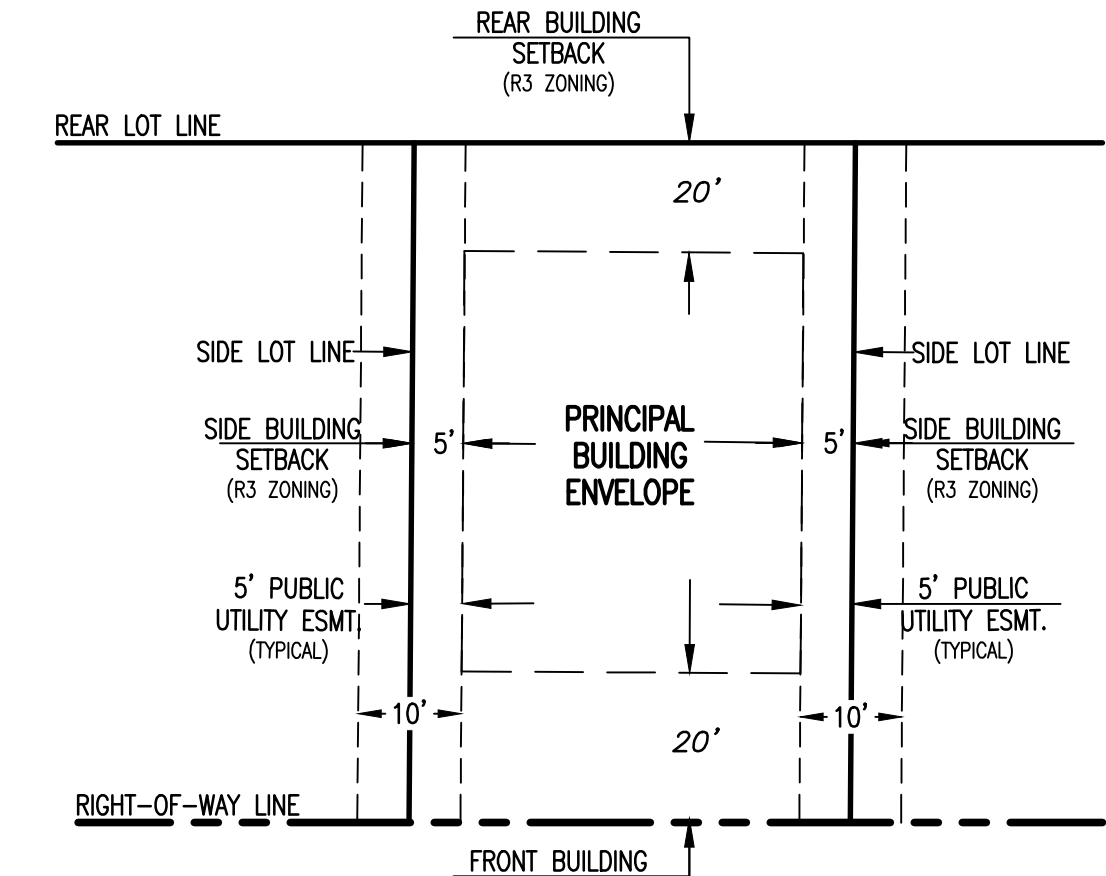 REAR BUILDING
SETBACK
(R3 ZONING)
REAR LOT LINE
20'
SIDE LOT LINE
SIDE LOT LINE
SIDE BUILDING
SETBACK
(R3 ZONING)
5'
PRINCIPAL
BUILDING
ENVELOPE
5'
SIDE BUILDING
SETBACK
(R3 ZONING)
5' PUBLIC
UTILITY ESMT.
(TYPICAL)
5' PUBLIC
UTILITY ESMT.
(TYPICAL)
10'
10'
20'
RIGHT-OF-WAY LINE
FRONT BUILDING